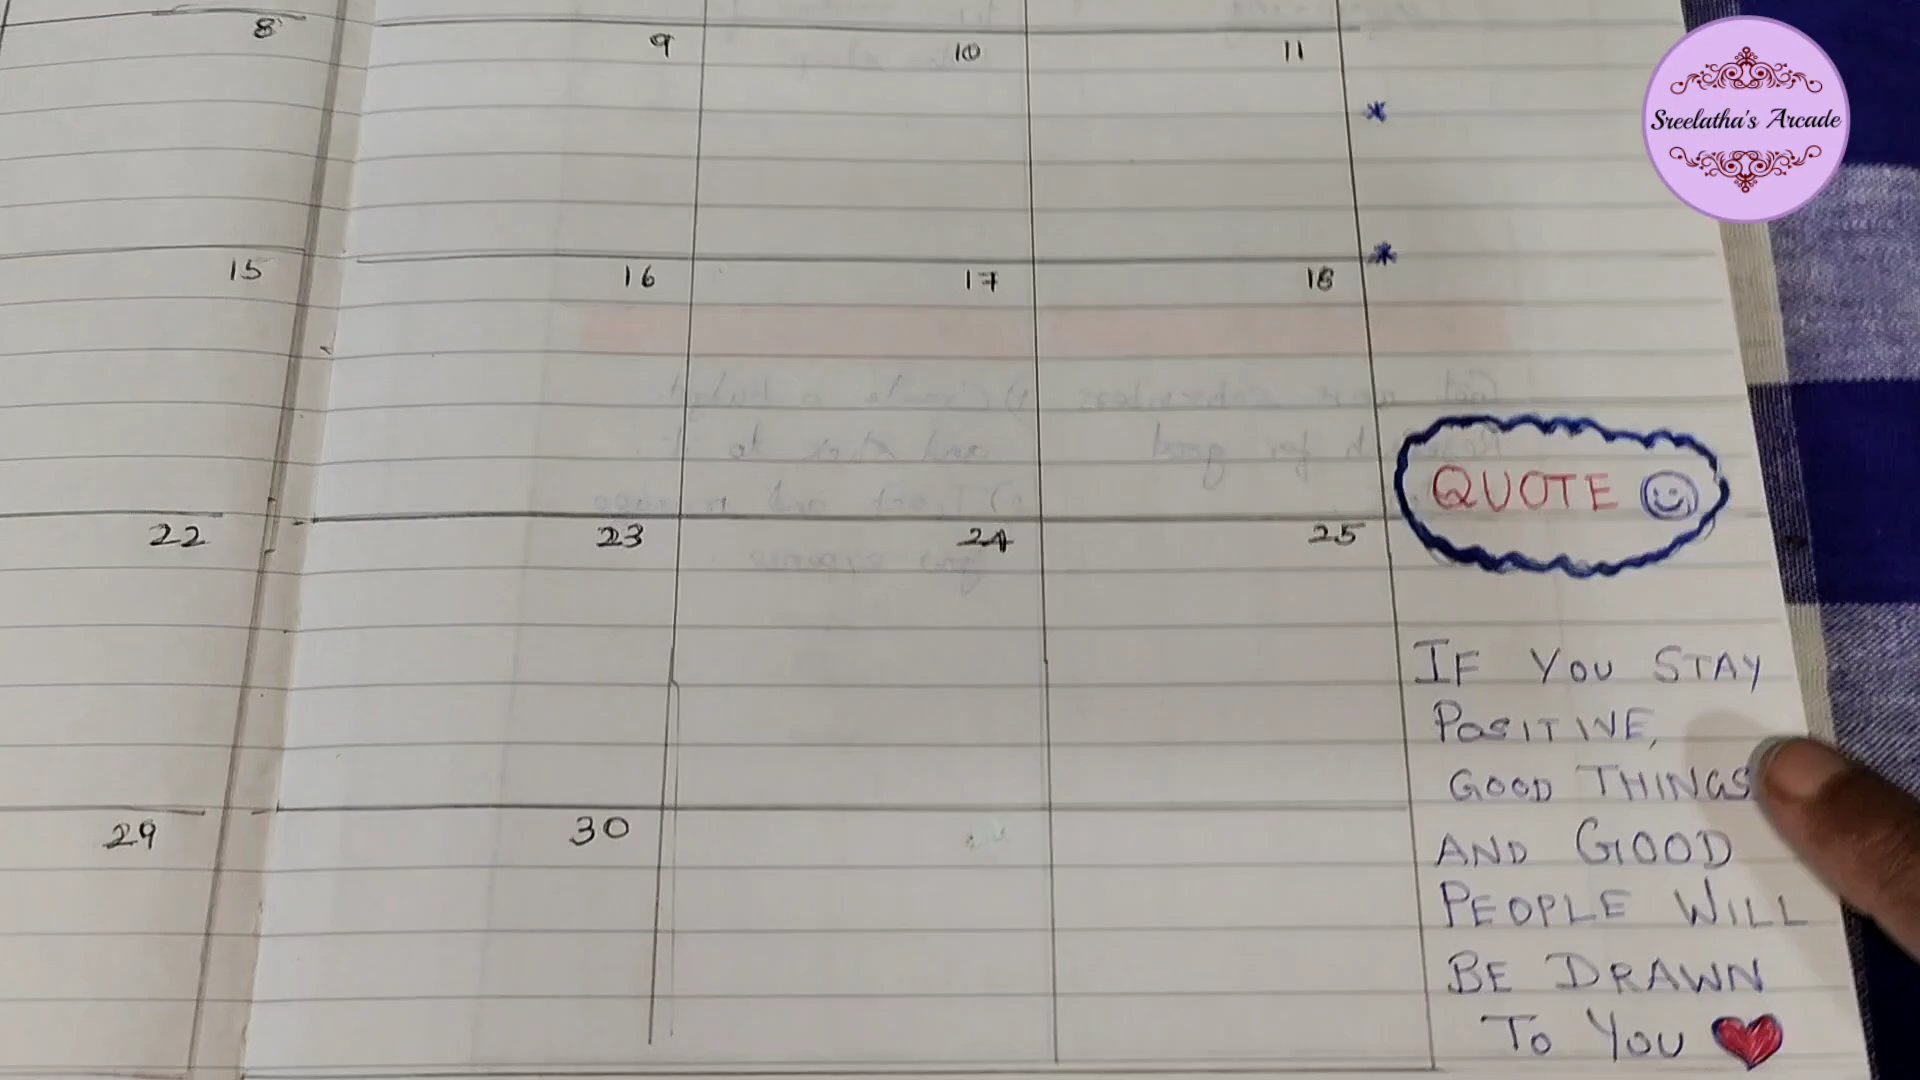 8 9 10 11
Sreelatha's Arcade
*
*
15 16 17 18
QUOTE
22 23 24 25
IF YOU STAY
POSITIVE,
GOOD THINGS
AND GOOD
29 30
PEOPLE WILL
BE DRAWN
TO YOU